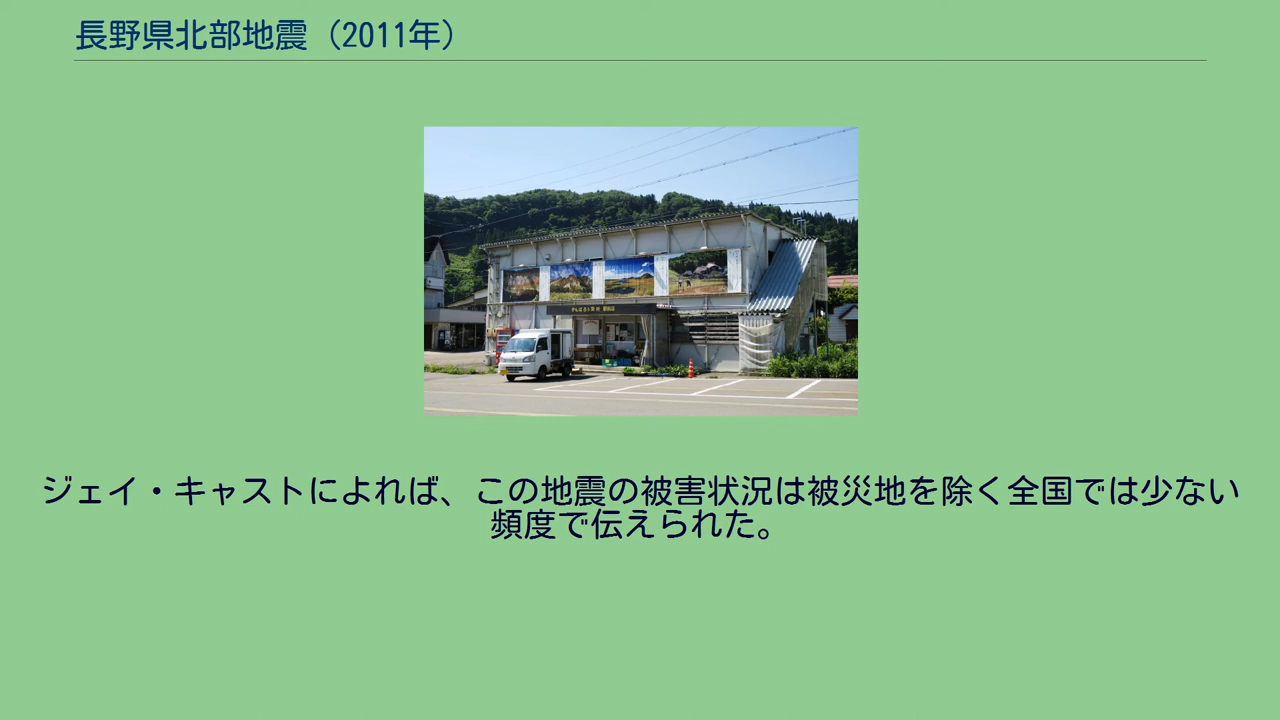 長野県北部地震（2011年）
ジェイ・キャストによれば、この地震の被害状況は被災地を除く全国では少ない
頻度で伝えられた。